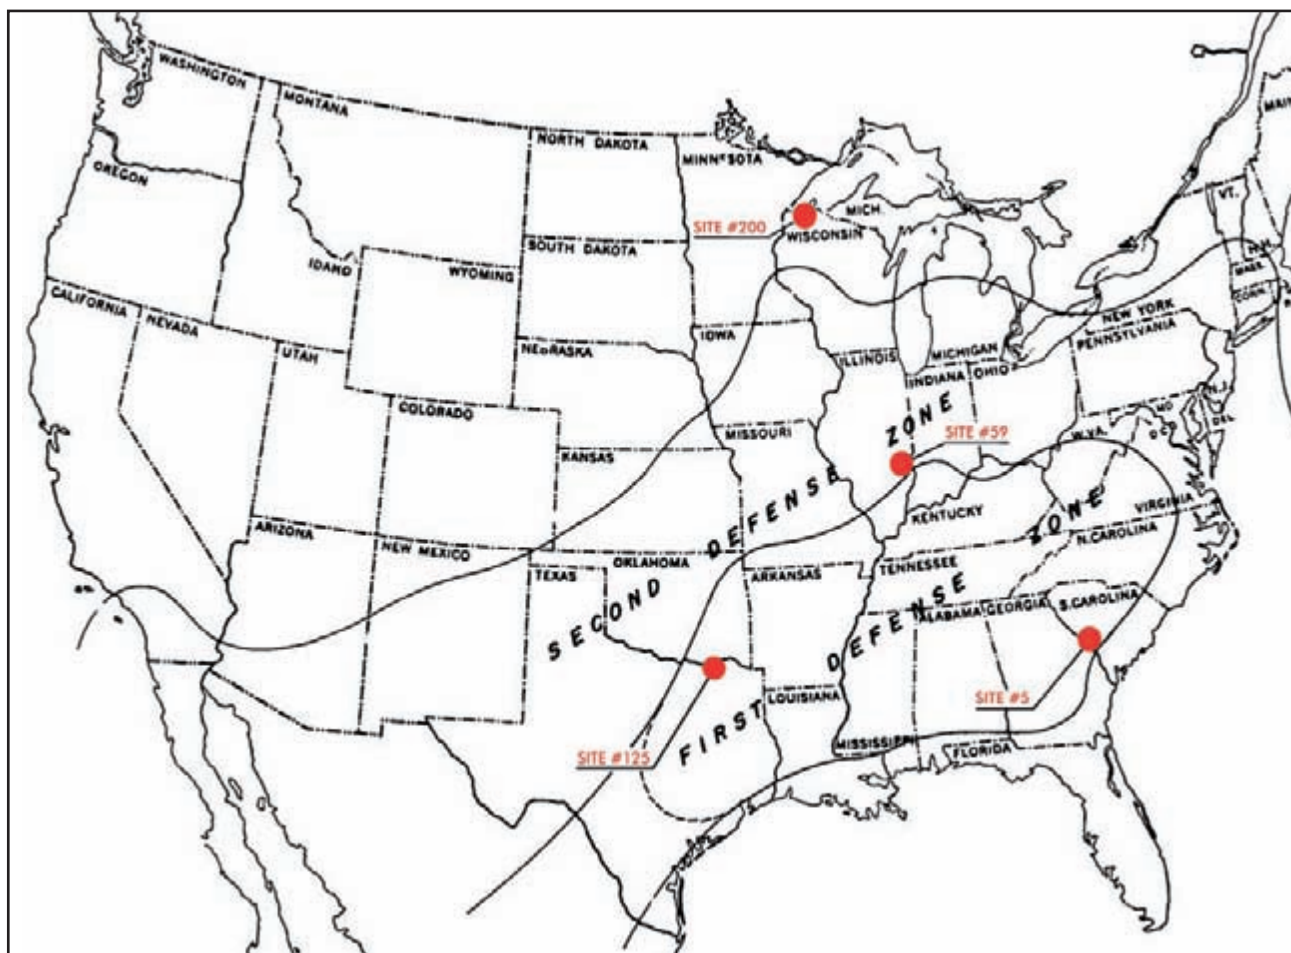 WASHINGTON
MONTANA
NORTH DAKOTA
MINNESOTA
MAIN
OREGON
VT.
MICH.
SITE #200
WISCONSIN
SOUTH DAKOTA
IDAHO
WYOMING
N.H.
MASS.
CONN.
CALIFORNIA
NEVADA
NEW YORK
PENNSYLVANIA
IOWA
UTAH
NEBRASKA
ILLINOIS
MICHIGAN
INDIANA
OHIO
N.J.
COLORADO
MD
DEL.
D C
MISSOURI
SITE #59
W.VA.
KANSAS
SECOND DEFENSE ZONE
VIRGINIA
KENTUCKY
ARIZONA
NEW MEXICO
N.CAROLINA
OKLAHOMA
TENNESSEE
TEXAS
ARKANSAS
S.CAROLINA
ALABAMA
GEORGIA
FIRST DEFENSE ZONE
LOUISIANA
SITE #5
MISSISSIPPI
FLORIDA
SITE #125